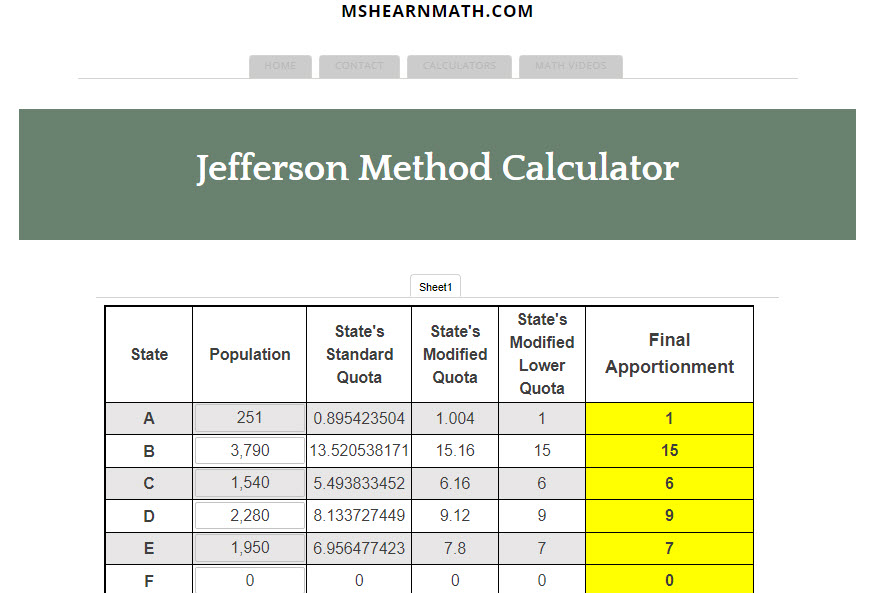 MSHEARNMATH.COM
HOME CONTACT CALCULATORS MATH VIDEOS
Jefferson Method Calculator
Sheet1
State Population State's Standard Quota State's Modified Quota State's Modified Lower Quota Final Apportionment
A 251 0.895423504 1.004 1 1
B 3,790 13.520538171 15.16 15 15
C 1,540 5.493833452 6.16 6 6
D 2,280 8.133727449 9.12 9 9
E 1,950 6.956477423 7.8 7 7
F 0 0 0 0 0